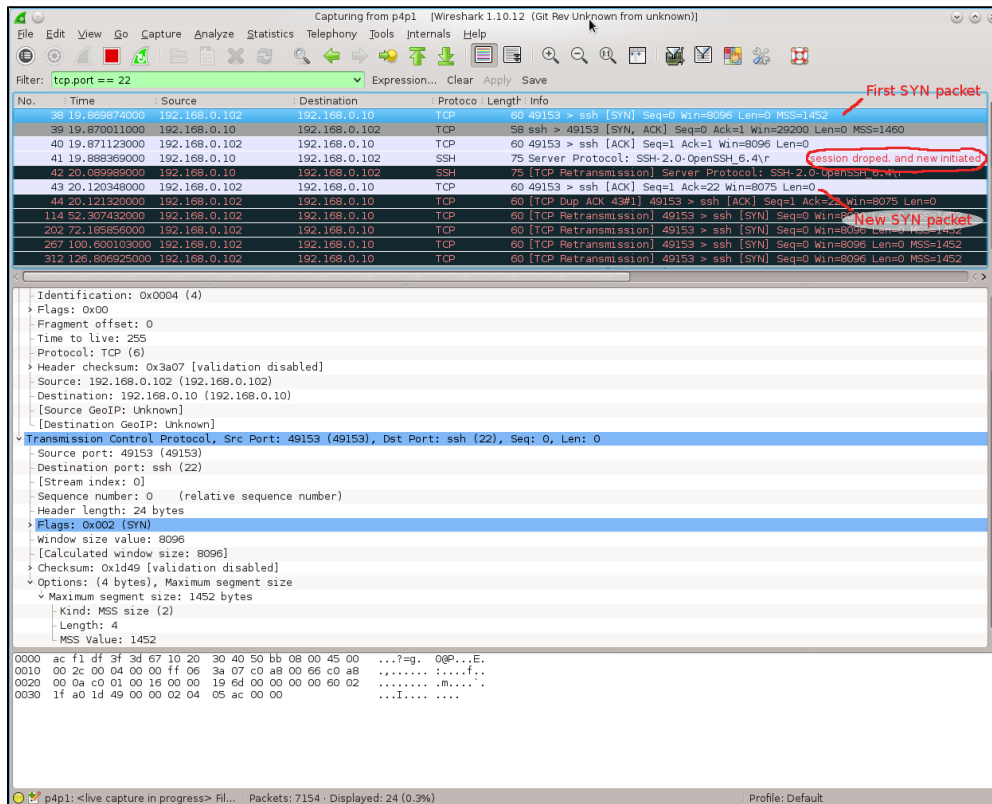 Capturing from p4p1 [Wireshark 1.10.12 (Git Rev Unknown from unknown)]
File Edit View Go Capture Analyze Statistics Telephony Tools Internals Help
Filter: tcp.port == 22 Expression... Clear Apply Save
No. Time Source Destination Protoco Length Info
First SYN packet
38 19.869874000 192.168.0.102 192.168.0.10 TCP 60 49153 > ssh [SYN] Seq=0 Win=8096 Len=0 MSS=1452
39 19.870011000 192.168.0.10 192.168.0.102 TCP 58 ssh > 49153 [SYN, ACK] Seq=0 Ack=1 Win=29200 Len=0 MSS=1460
40 19.871123000 192.168.0.102 192.168.0.10 TCP 60 49153 > ssh [ACK] Seq=1 Ack=1 Win=8096 Len=0
41 19.888369000 192.168.0.10 192.168.0.102 SSH 75 Server Protocol: SSH-2.0-OpenSSH_6.4\r
session droped. and new initiated
42 20.089989000 192.168.0.10 192.168.0.102 SSH 75 [TCP Retransmission] Server Protocol: SSH-2.0-OpenSSH_6.4\r
43 20.120348000 192.168.0.102 192.168.0.10 TCP 60 49153 > ssh [ACK] Seq=1 Ack=22 Win=8075 Len=0
44 20.121320000 192.168.0.102 192.168.0.10 TCP 60 [TCP Dup ACK 43#1] 49153 > ssh [ACK] Seq=1 Ack=22 Win=8075 Len=0
114 52.307432000 192.168.0.102 192.168.0.10 TCP 60 [TCP Retransmission] 49153 > ssh [SYN] Seq=0
New SYN packet
202 72.185856000 192.168.0.102 192.168.0.10 TCP 60 [TCP Retransmission] 49153 > ssh [SYN] Seq=0 Win=8096 Len=0 MSS=1452
267 100.600103000 192.168.0.102 192.168.0.10 TCP 60 [TCP Retransmission] 49153 > ssh [SYN] Seq=0 Win=8096 Len=0 MSS=1452
312 126.806925000 192.168.0.102 192.168.0.10 TCP 60 [TCP Retransmission] 49153 > ssh [SYN] Seq=0 Win=8096 Len=0 MSS=1452
Identification: 0x0004 (4)
Flags: 0x00
Fragment offset: 0
Time to live: 255
Protocol: TCP (6)
Header checksum: 0x3a07 [validation disabled]
Source: 192.168.0.102 (192.168.0.102)
Destination: 192.168.0.10 (192.168.0.10)
[Source GeoIP: Unknown]
[Destination GeoIP: Unknown]
Transmission Control Protocol, Src Port: 49153 (49153), Dst Port: ssh (22), Seq: 0, Len: 0
Source port: 49153 (49153)
Destination port: ssh (22)
[Stream index: 0]
Sequence number: 0 (relative sequence number)
Header length: 24 bytes
Flags: 0x002 (SYN)
Window size value: 8096
[Calculated window size: 8096]
Checksum: 0x1d49 [validation disabled]
Options: (4 bytes), Maximum segment size
Maximum segment size: 1452 bytes
Kind: MSS size (2)
Length: 4
MSS Value: 1452
0000 ac f1 df 3f 3d 67 10 20 30 40 50 bb 08 00 45 00 ...?=g. 0@P...E.
0010 00 2c 00 04 00 00 ff 06 3a 07 c0 a8 00 66 c0 a8 .,...... :....f..
0020 00 0a c0 01 00 16 00 00 19 6d 00 00 00 00 60 02 ........ .m....`.
0030 1f a0 1d 49 00 00 02 04 05 ac 00 00 ...I.... ....
p4p1: <live capture in progress> Fil... Packets: 7154 · Displayed: 24 (0.3%) Profile: Default